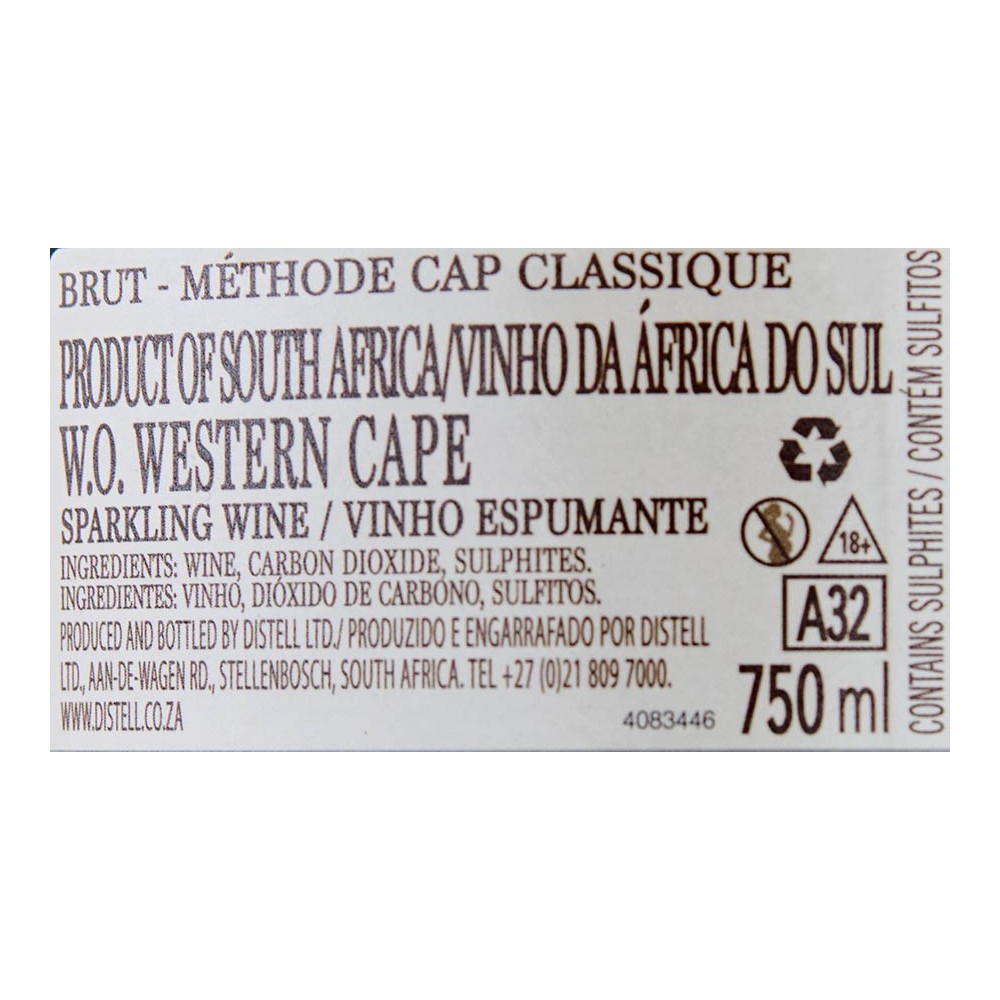 BRUT - MÉTHODE CAP CLASSIQUE
PRODUCT OF SOUTH AFRICA/VINHO DA ÁFRICA DO SUL
W.O. WESTERN CAPE
SPARKLING WINE / VINHO ESPUMANTE
INGREDIENTS: WINE, CARBON DIOXIDE, SULPHITES.
INGREDIENTES: VINHO, DIÓXIDO DE CARBÓNO, SULFITOS.
PRODUCED AND BOTTLED BY DISTELL LTD./ PRODUZIDO E ENGARRAFADO POR DISTELL
LTD., AAN-DE-WAGEN RD., STELLENBOSCH, SOUTH AFRICA. TEL +27 (0)21 809 7000.
WWW.DISTELL.CO.ZA
4083446
18+
A32
750 ml
CONTAINS SULPHITES / CONTÉM SULFITOS